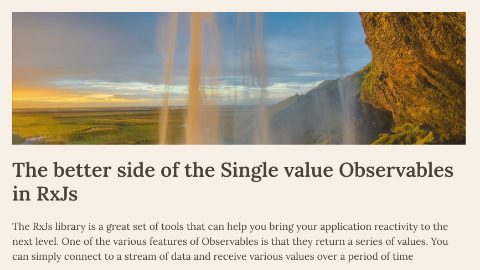 The better side of the Single value Observables
in RxJs
The RxJs library is a great set of tools that can help you bring your application reactivity to the
next level. One of the various features of Observables is that they return a series of values. You
can simply connect to a stream of data and receive various values over a period of time